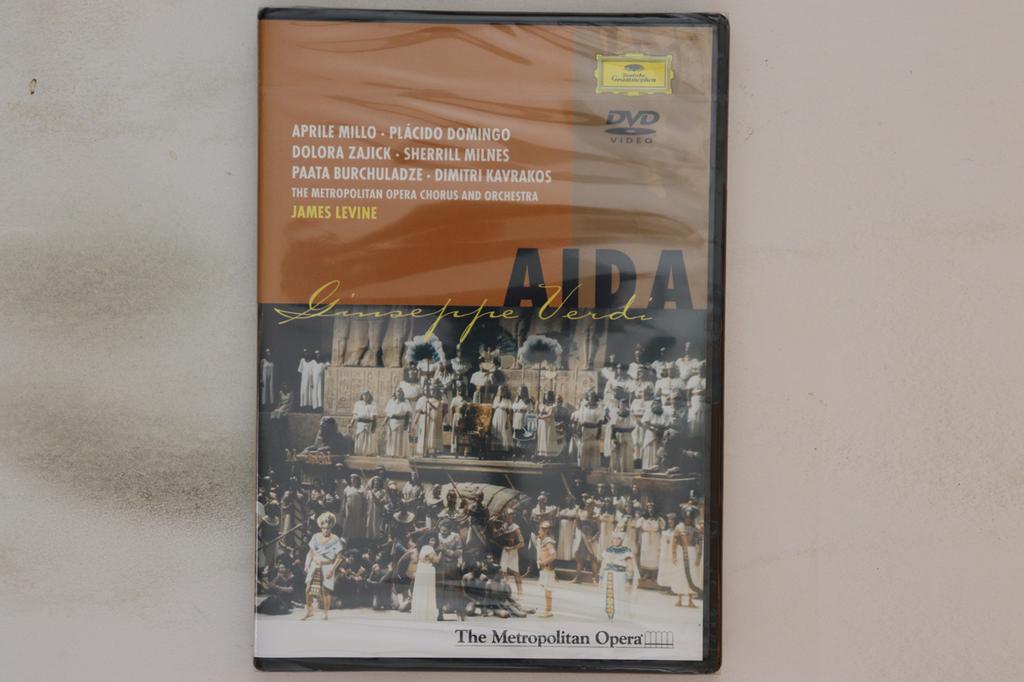 Deutsche
Grammophon
DVD
VIDEO
APRILE MILLO · PLÁCIDO DOMINGO
DOLORA ZAJICK · SHERRILL MILNES
PAATA BURCHULADZE · DIMITRI KAVRAKOS
THE METROPOLITAN OPERA CHORUS AND ORCHESTRA
JAMES LEVINE
AIDA
Giuseppe Verdi
The Metropolitan Opera